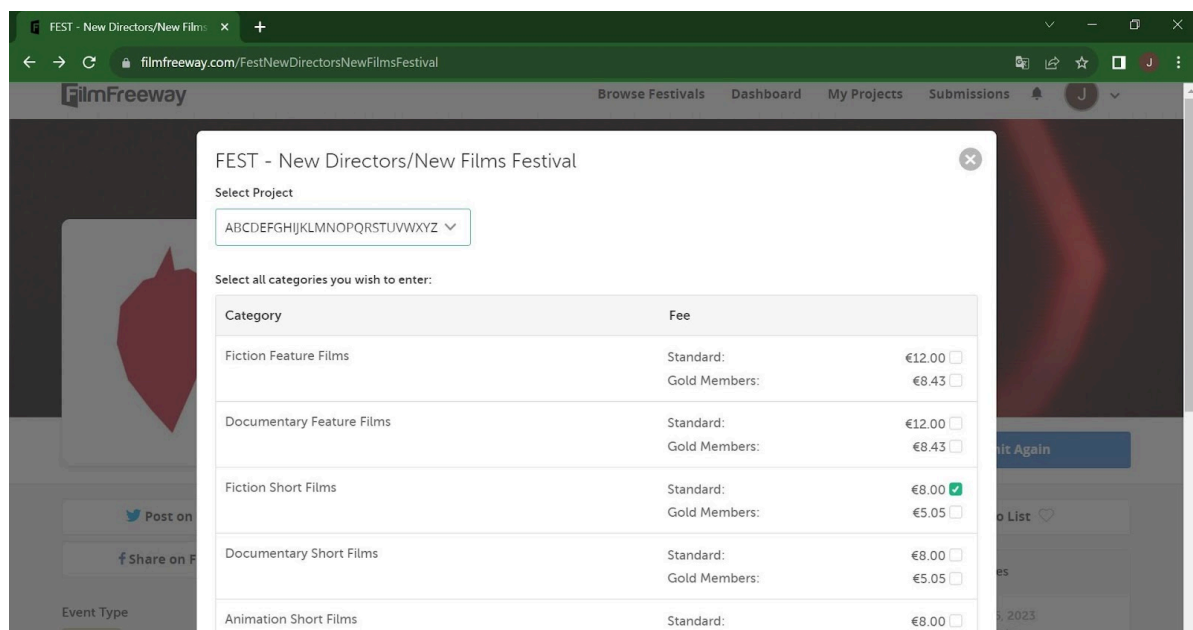 FEST - New Directors/New Films
filmfreeway.com/FestNewDirectorsNewFilmsFestival
J
FilmFreeway
Browse Festivals Dashboard My Projects Submissions J
FEST - New Directors/New Films Festival
Select Project
ABCDEFGHIJKLMNOPQRSTUVWXYZ
Select all categories you wish to enter:
Category Fee
Fiction Feature Films Standard: €12.00
Gold Members: €8.43
Documentary Feature Films Standard: €12.00
Gold Members: €8.43
nit Again
Fiction Short Films Standard: €8.00
Gold Members: €5.05
Post on
o List
Documentary Short Films Standard: €8.00
Gold Members: €5.05
f Share on F
es
Event Type
Animation Short Films Standard: €8.00
, 2023